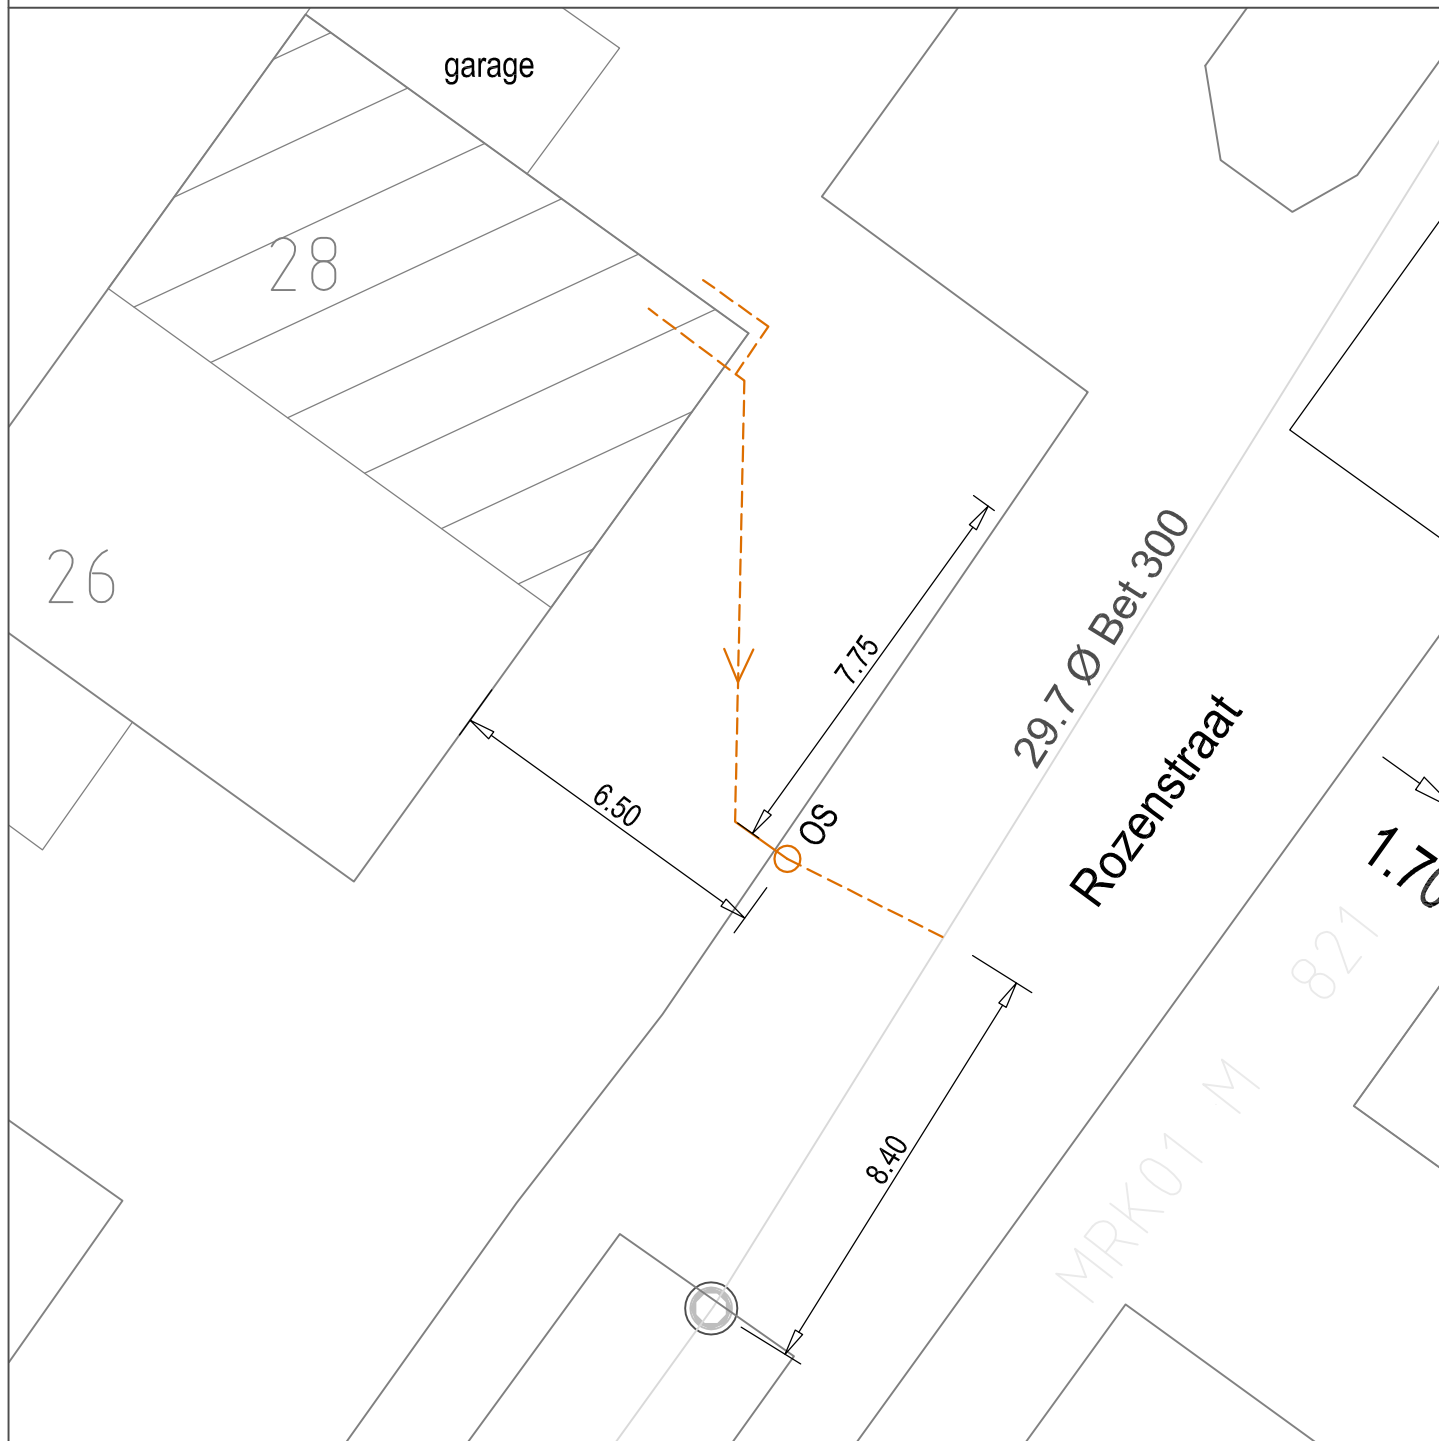 garage
28
26
7.75
29.7 Ø Bet 300
6.50
OS
Rozenstraat
1.70
821
8.40
MRK01 M